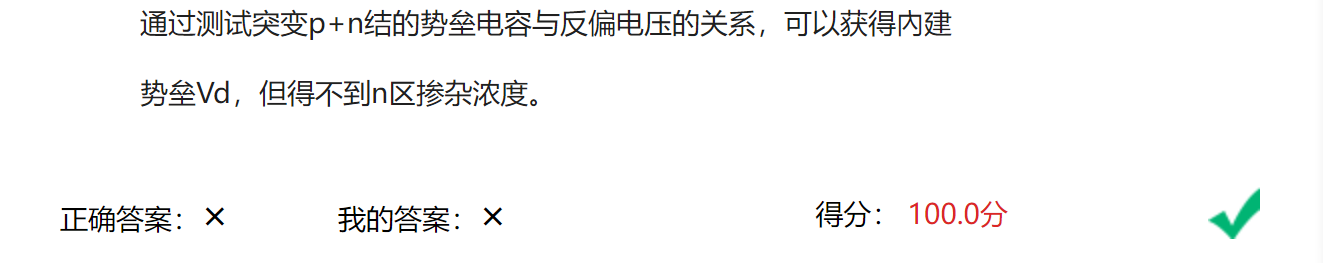 通过测试突变p+n结的势垒电容与反偏电压的关系，可以获得内建
势垒Vd，但得不到n区掺杂浓度。
正确答案：× 我的答案：× 得分： 100.0分